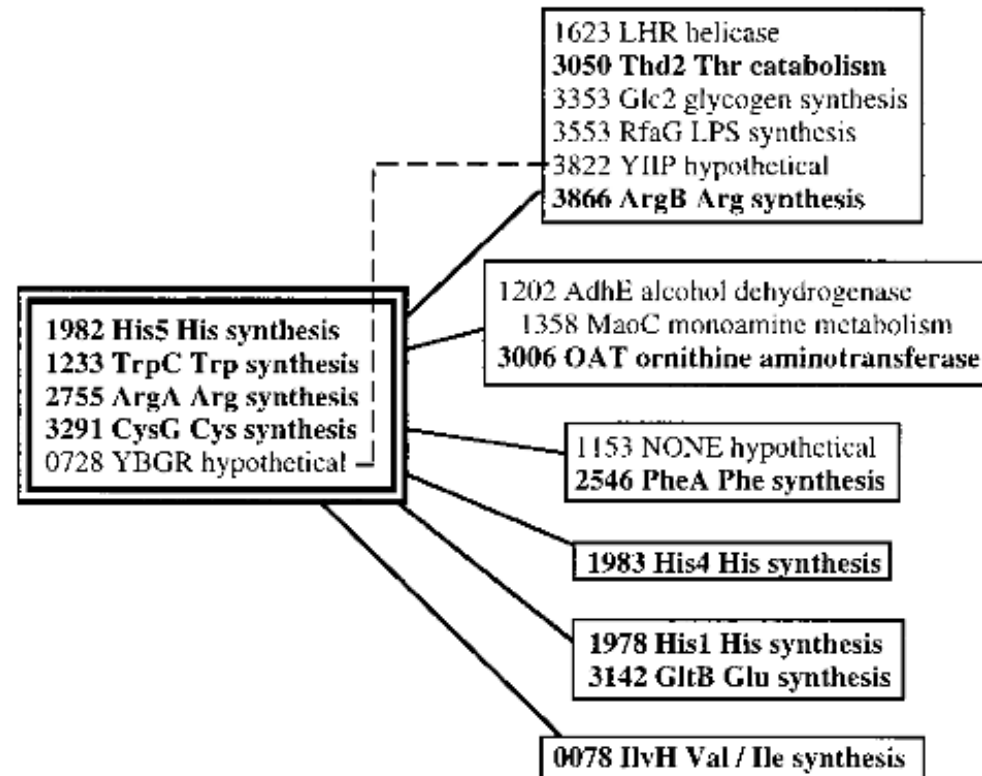 1623 LHR helicase
3050 Thd2 Thr catabolism
3353 Glc2 glycogen synthesis
3553 RfaG LPS synthesis
3822 YIIP hypothetical
3866 ArgB Arg synthesis
1982 His5 His synthesis
1233 TrpC Trp synthesis
2755 ArgA Arg synthesis
3291 CysG Cys synthesis
0728 YBGR hypothetical
1202 AdhE alcohol dehydrogenase
1358 MaoC monoamine metabolism
3006 OAT ornithine aminotransferase
1153 NONE hypothetical
2546 PheA Phe synthesis
1983 His4 His synthesis
1978 His1 His synthesis
3142 GltB Glu synthesis
0078 IlvH Val / Ile synthesis